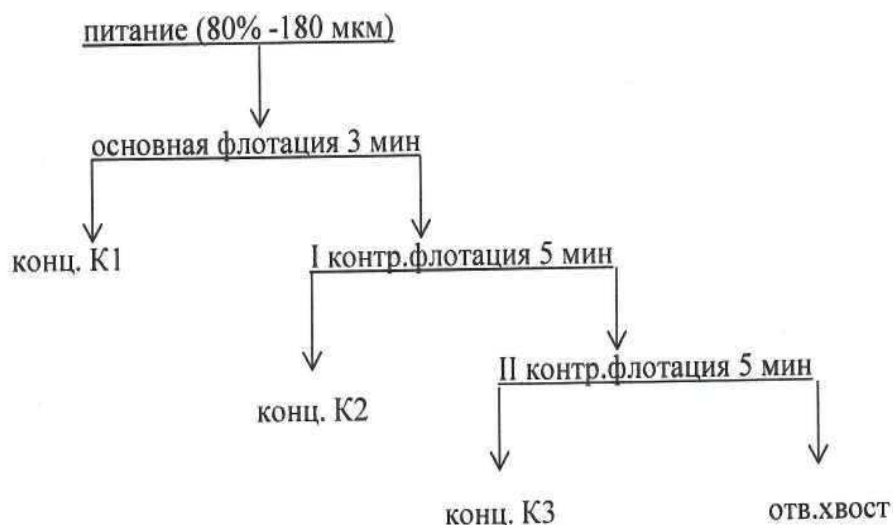 питание (80% -180 мкм)
основная флотация 3 мин
конц. К1
I контр.флотация 5 мин
II контр.флотация 5 мин
конц. К2
конц. К3
отв.хвост